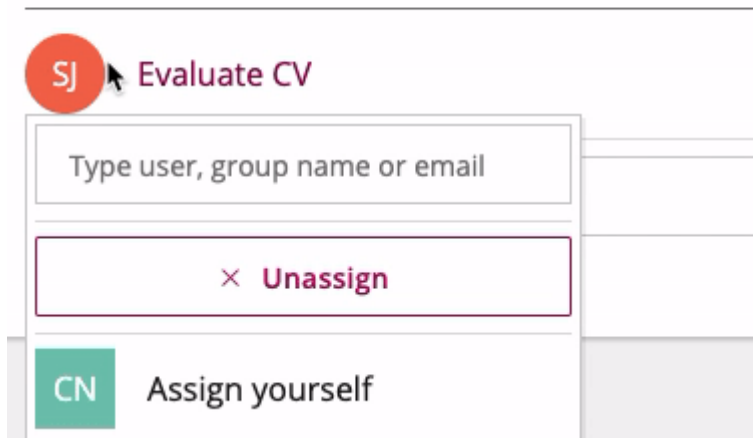 SJ Evaluate CV
Type user, group name or email
× Unassign
CN Assign yourself